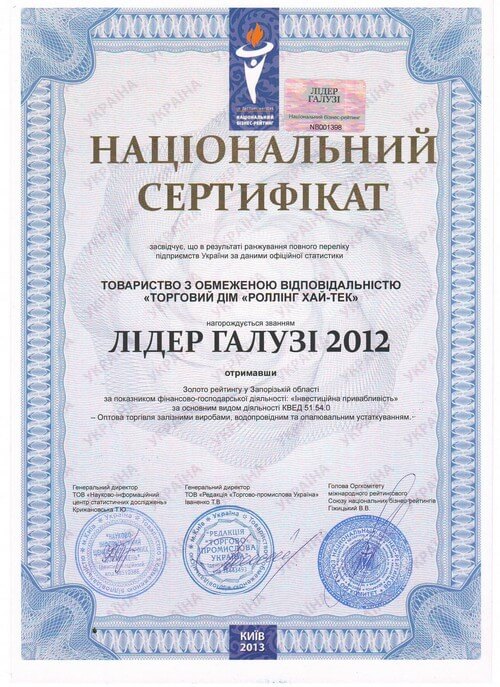 НАЦІОНАЛЬНИЙ
БІЗНЕС-РЕЙТИНГ
ЛІДЕР
ГАЛУЗІ
Національний бізнес-рейтинг
NB001398
НАЦІОНАЛЬНИЙ
СЕРТИФІКАТ
засвідчує, що в результаті ранжування повного переліку
підприємств України за даними офіційної статистики
ТОВАРИСТВО З ОБМЕЖЕНОЮ ВІДПОВІДАЛЬНІСТЮ
«ТОРГОВИЙ ДІМ «РОЛЛІНГ ХАЙ-ТЕК»
нагороджується званням
ЛІДЕР ГАЛУЗІ 2012
отримавши
Золото рейтингу у Запорізькій області
за показником фінансово-господарської діяльності: «Інвестиційна привабливість»
за основним видом діяльності КВЕД 51.54.0
-- Оптова торгівля залізними виробами, водопровідним та опалювальним устаткуванням. --
Генеральний директор
ТОВ «Науково-інформаційний
центр статистичних досліджень»
Крижановська Т.Ю.
Генеральний директор
ТОВ «Редакція «Торгово-промислова Україна»
Іваненко Т.В
Голова Оргкомітету
міжнародного рейтингового
Союзу національних бізнес-рейтингів
Гікицький В.В.
"РЕДАКЦІЯ
"ТОРГОВО
ПРОМИСЛОВА
УКРАЇНА"
КИЇВ
2013